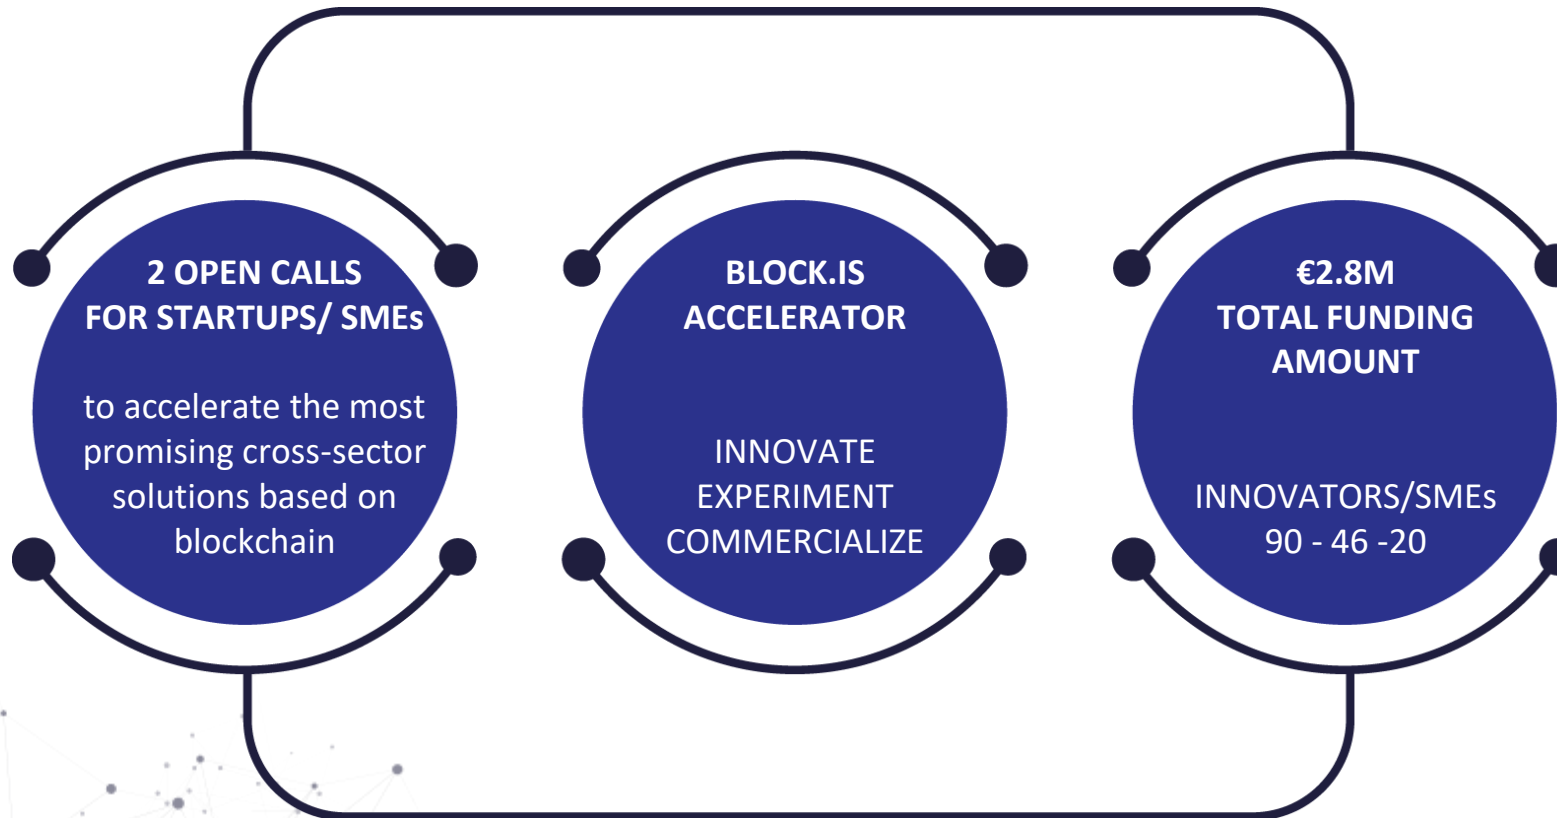 2 OPEN CALLS
FOR STARTUPS/ SMEs
to accelerate the most
promising cross-sector
solutions based on
blockchain
BLOCK.IS
ACCELERATOR
INNOVATE
EXPERIMENT
COMMERCIALIZE
€2.8M
TOTAL FUNDING
AMOUNT
INNOVATORS/SMEs
90 - 46 -20